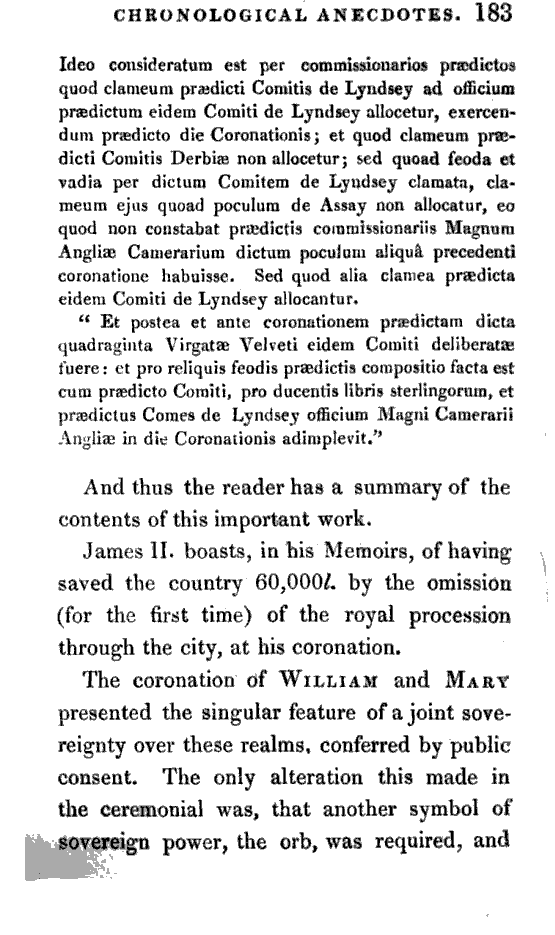 CHRONOLOGICAL ANECDOTES. 183
Ideo consideratum est per commissionarios prædictos
quod clameum prædicti Comitis de Lyndsey ad officium
prædictum eidem Comiti de Lyndsey allocetur, exercen-
dum prædicto die Coronationis; et quod clameum præ-
dicti Comitis Derbiæ non allocetur; sed quoad feoda et
vadia per dictum Comitem de Lyndsey clamata, cla-
meum ejus quoad poculum de Assay non allocatur, eo
quod non constabat prædictis commissionariis Magnum
Angliæ Camerarium dictum poculum aliquâ precedenti
coronatione habuisse. Sed quod alia clamea prædicta
eidem Comiti de Lyndsey allocantur.
“ Et postea et ante coronationem prædictam dicta
quadraginta Virgatæ Velveti eidem Comiti deliberatæ
fuere: et pro reliquis feodis prædictis compositio facta est
cum prædicto Comiti, pro ducentis libris sterlingorum, et
prædictus Comes de Lyndsey officium Magni Camerarii
Angliæ in die Coronationis adimplevit.”
And thus the reader has a summary of the
contents of this important work.
James II. boasts, in his Memoirs, of having
saved the country 60,000l. by the omission
(for the first time) of the royal procession
through the city, at his coronation.
The coronation of WILLIAM and MARY
presented the singular feature of a joint sove-
reignty over these realms, conferred by public
consent. The only alteration this made in
the ceremonial was, that another symbol of
sovereign power, the orb, was required, and